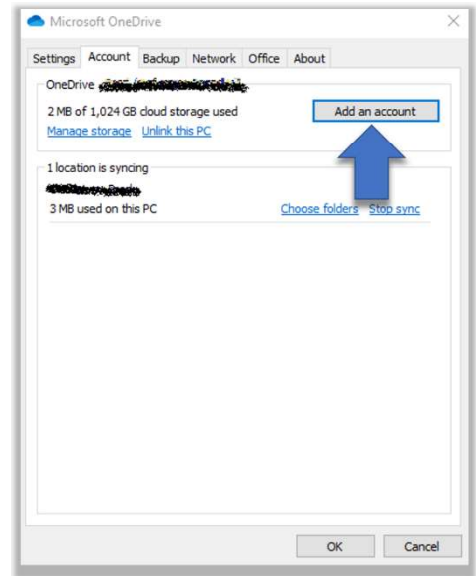 Microsoft OneDrive
Settings Account Backup Network Office About
OneDrive
2 MB of 1,024 GB cloud storage used Add an account
Manage storage Unlink this PC
1 location is syncing
3 MB used on this PC Choose folders Stop sync
OK Cancel